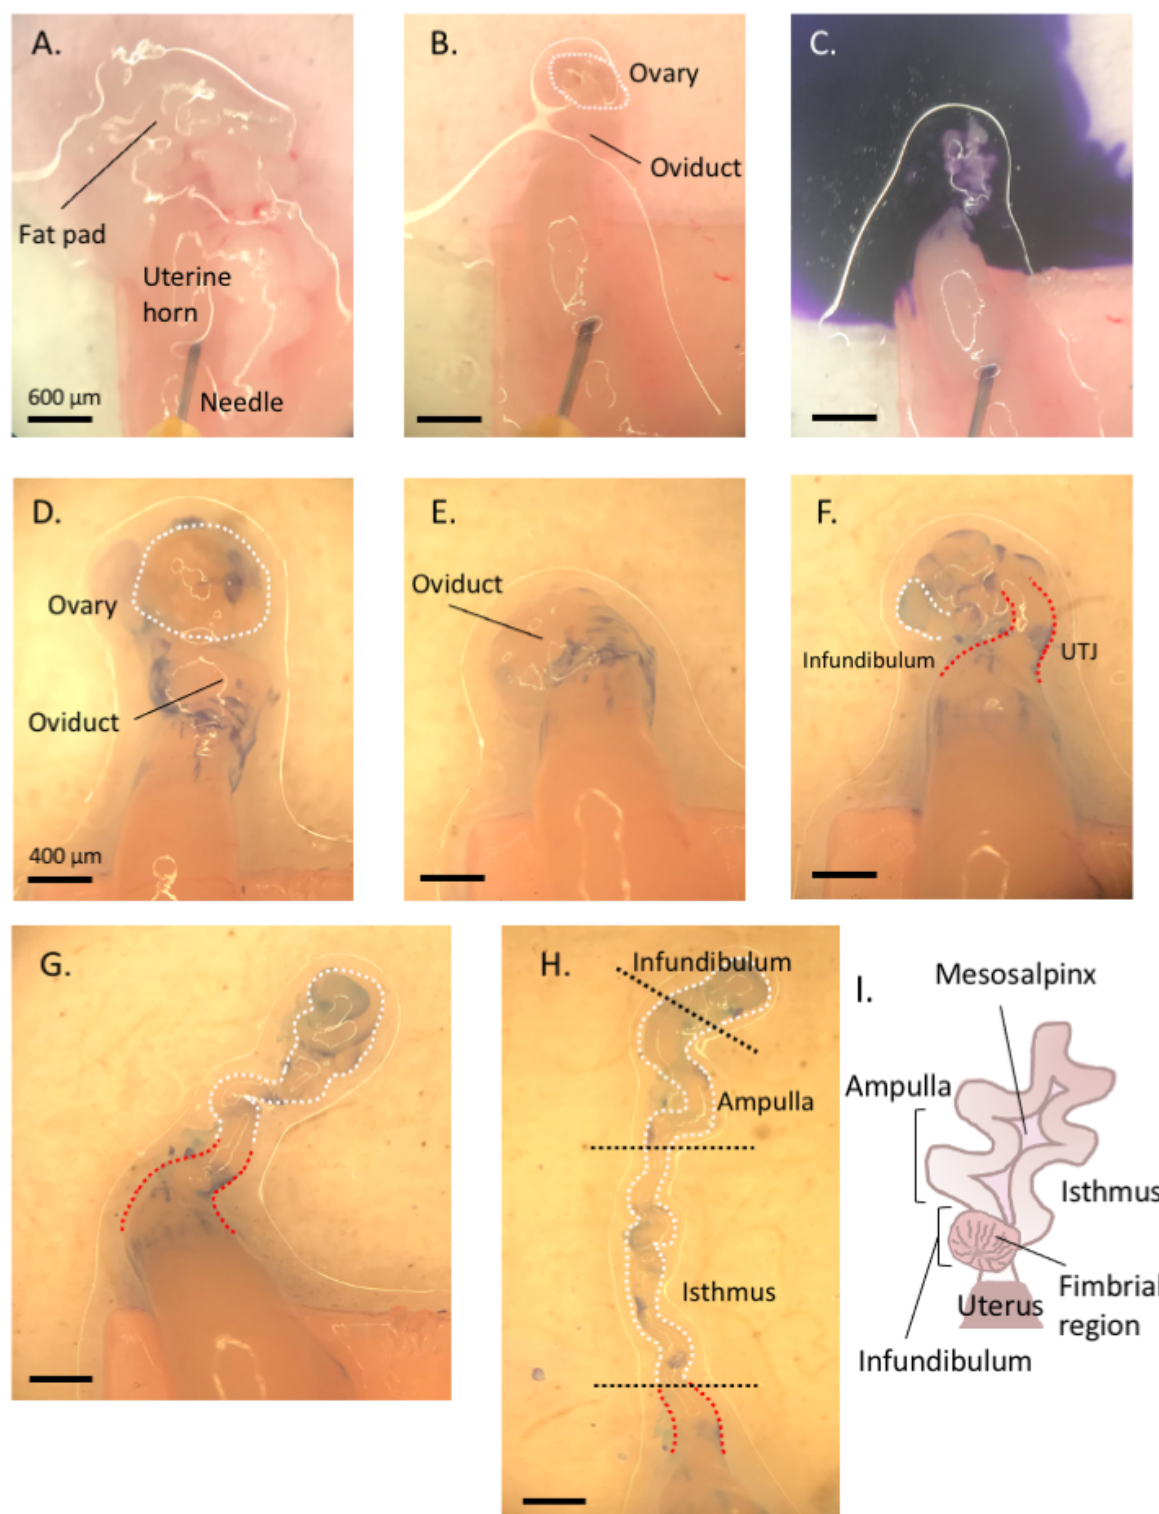 A.
Fat pad
Uterine
horn
600 µm
Needle
B.
Ovary
Oviduct
C.
D.
Ovary
Oviduct
400 µm
E.
Oviduct
F.
Infundibulum
UTJ
G.
H.
Infundibulum
Ampulla
Isthmus
I.
Mesosalpinx
Ampulla
Isthmus
Fimbrial
region
Uterus
Infundibulum